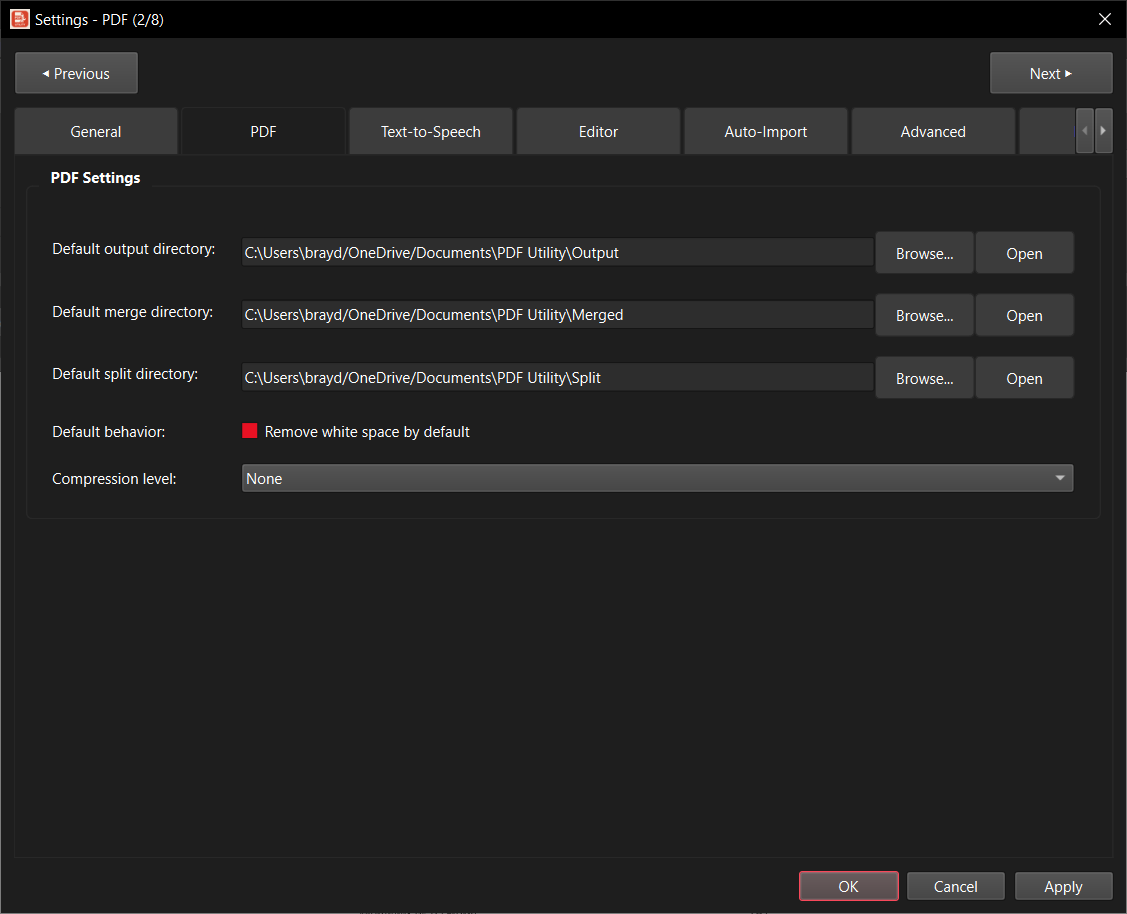 Settings - PDF (2/8)
Previous
Next
General
PDF
Text-to-Speech
Editor
Auto-Import
Advanced
PDF Settings
Default output directory:
C:\Users\brayd/OneDrive/Documents\PDF Utility\Output
Browse...
Open
Default merge directory:
C:\Users\brayd/OneDrive/Documents\PDF Utility\Merged
Browse...
Open
Default split directory:
C:\Users\brayd/OneDrive/Documents\PDF Utility\Split
Browse...
Open
Default behavior:
Remove white space by default
Compression level:
None
OK
Cancel
Apply